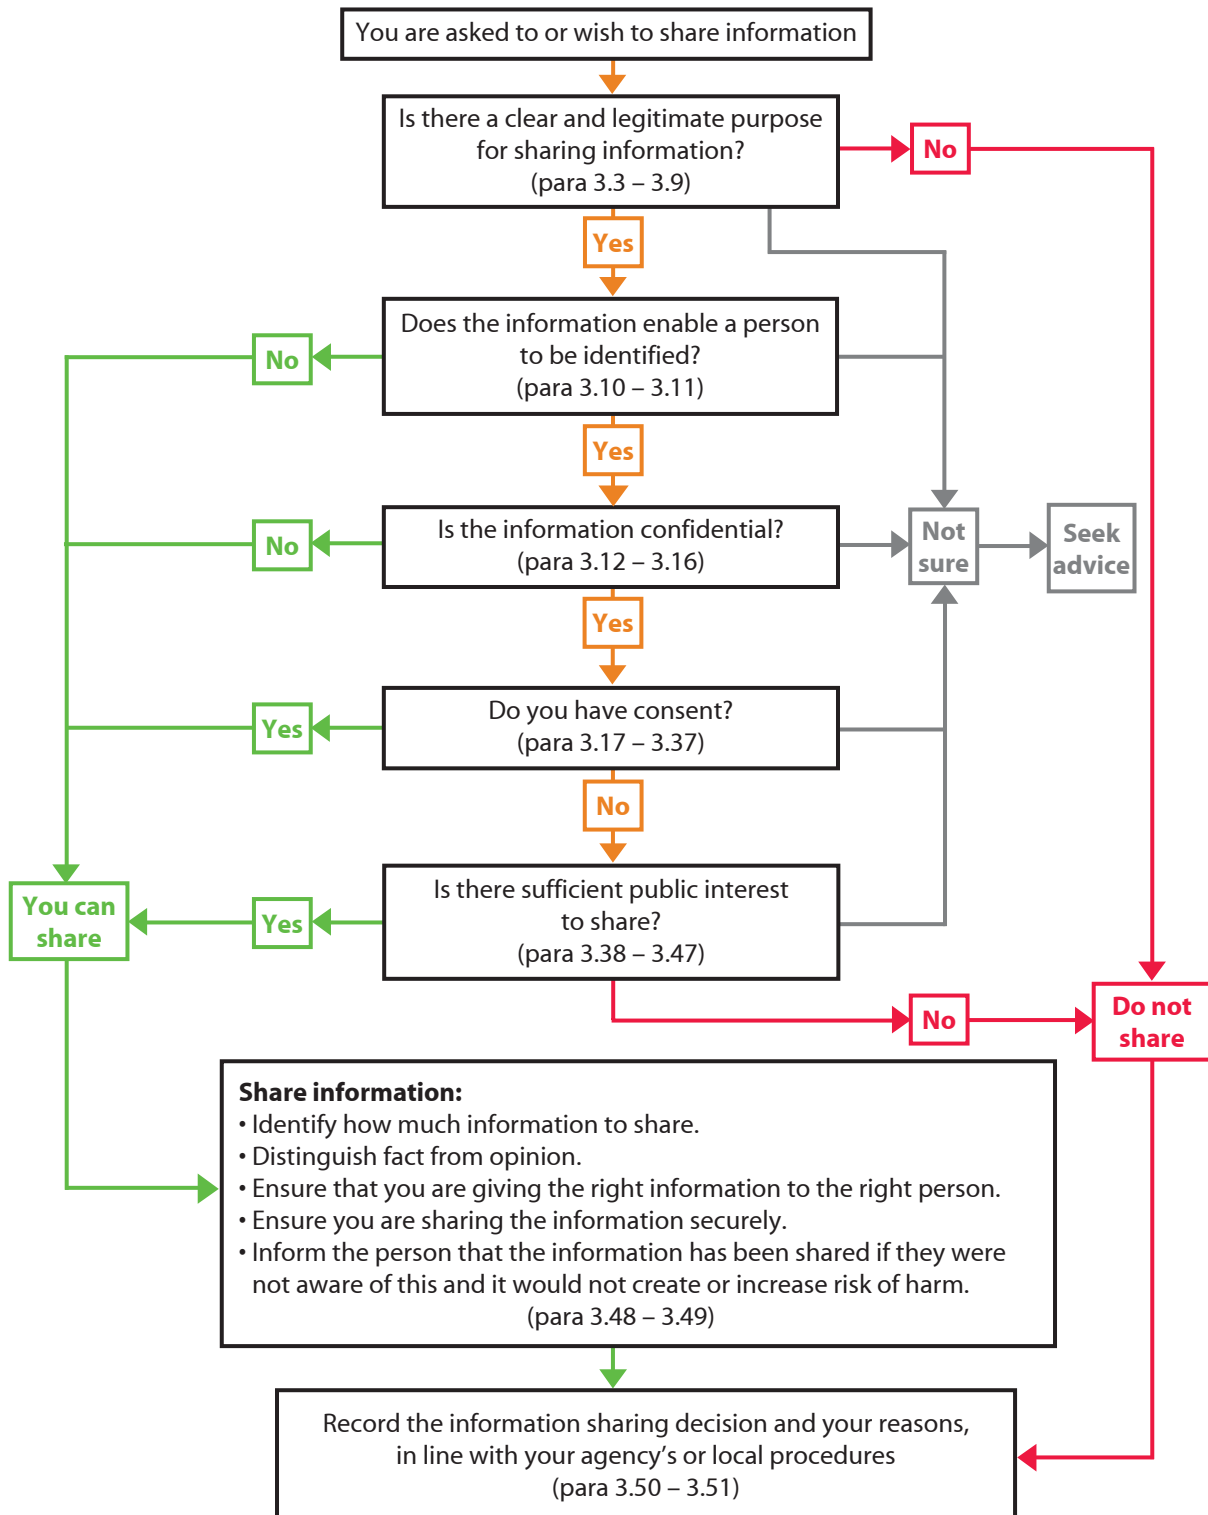 You are asked to or wish to share information
Is there a clear and legitimate purpose
for sharing information?
(para 3.3 – 3.9)
No
Yes
Does the information enable a person
to be identified?
(para 3.10 – 3.11)
No
Yes
Is the information confidential?
(para 3.12 – 3.16)
No
Not
sure
Seek
advice
Yes
Do you have consent?
(para 3.17 – 3.37)
Yes
No
Is there sufficient public interest
to share?
(para 3.38 – 3.47)
Yes
You can
share
No
Do not
share
Share information:
• Identify how much information to share.
• Distinguish fact from opinion.
• Ensure that you are giving the right information to the right person.
• Ensure you are sharing the information securely.
• Inform the person that the information has been shared if they were
not aware of this and it would not create or increase risk of harm.
(para 3.48 – 3.49)
Record the information sharing decision and your reasons,
in line with your agency’s or local procedures
(para 3.50 – 3.51)